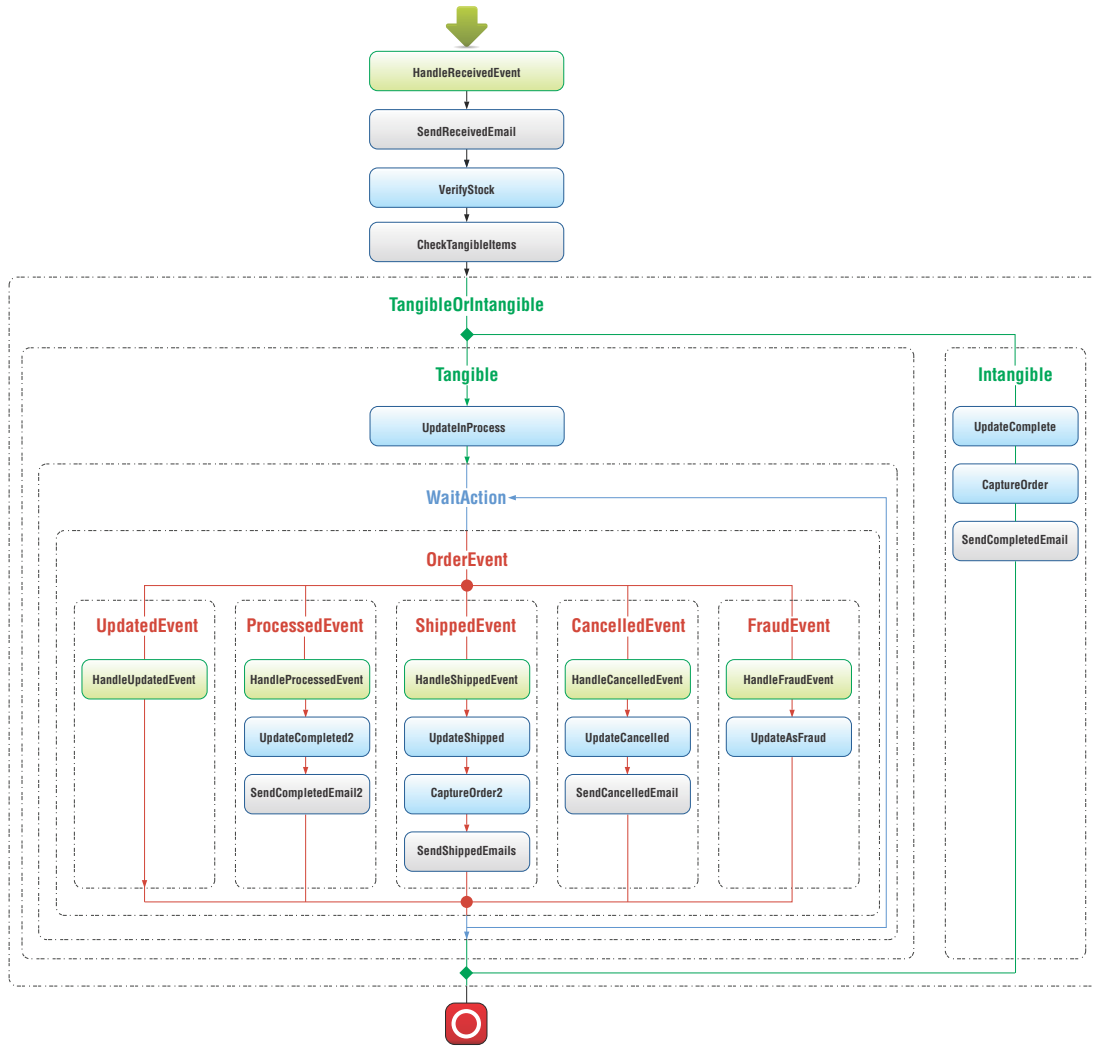 HandleReceivedEvent
SendReceivedEmail
VerifyStock
CheckTangibleItems
TangibleOrIntangible
Tangible
Intangible
UpdateInProcess
UpdateComplete
WaitAction
CaptureOrder
SendCompletedEmail
OrderEvent
UpdatedEvent
ProcessedEvent
ShippedEvent
CancelledEvent
FraudEvent
HandleUpdatedEvent
HandleProcessedEvent
HandleShippedEvent
HandleCancelledEvent
HandleFraudEvent
UpdateCompleted2
UpdateShipped
UpdateCancelled
UpdateAsFraud
SendCompletedEmail2
CaptureOrder2
SendCancelledEmail
SendShippedEmails